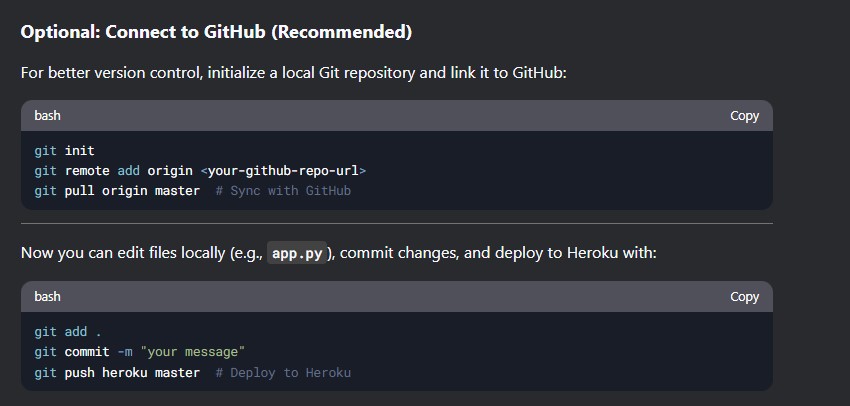 Optional: Connect to GitHub (Recommended)
For better version control, initialize a local Git repository and link it to GitHub:
bash Copy
git init
git remote add origin <your-github-repo-url>
git pull origin master  # Sync with GitHub
Now you can edit files locally (e.g., app.py), commit changes, and deploy to Heroku with:
bash Copy
git add .
git commit -m "your message"
git push heroku master  # Deploy to Heroku